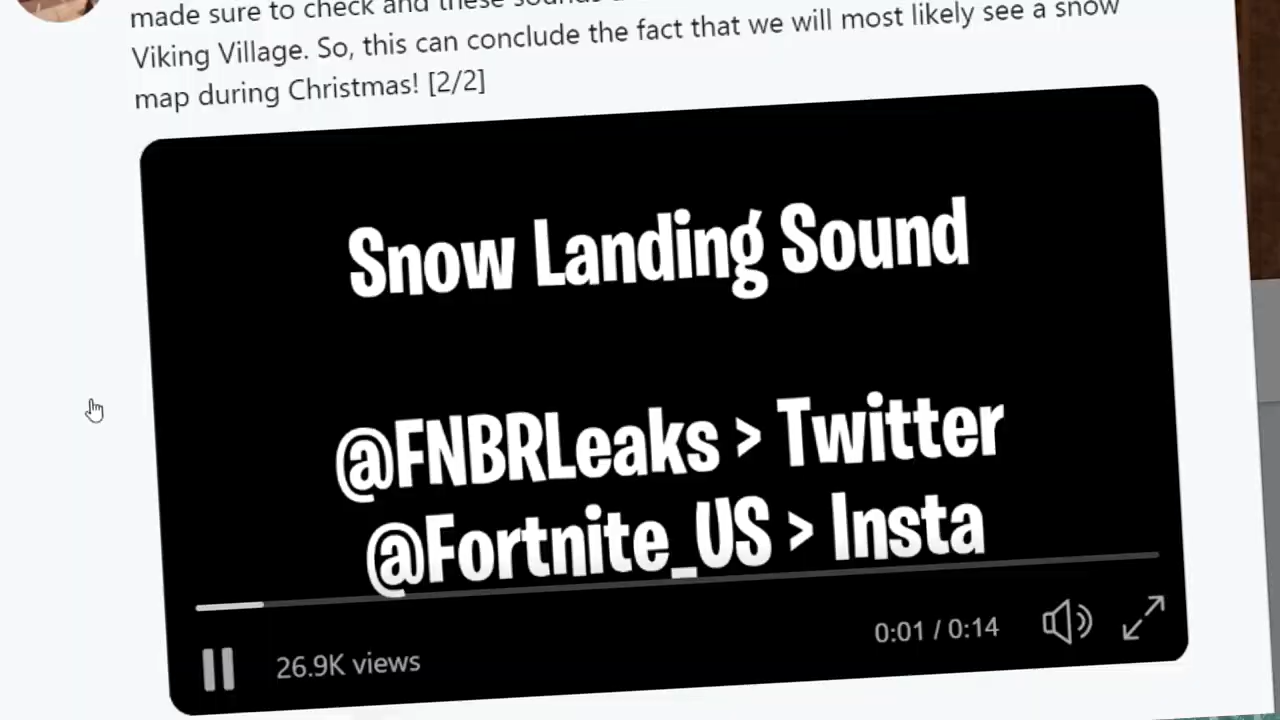 made sure to check and these sounds
Viking Village. So, this can conclude the fact that we will most likely see a snow
map during Christmas! [2/2]
Snow Landing Sound
@FNBRLeaks > Twitter
@Fortnite_US > Insta
0:01 / 0:14
26.9K views